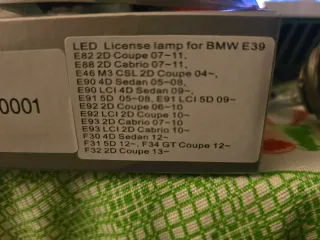 LED License lamp for BMW E39
E82 2D Coupe 07~11,
E88 2D Cabrio 07~11,
E46 M3 CSL 2D Coupe 04~,
E90 4D Sedan 05~08,
E90 LCI 4D Sedan 09~,
E91 5D 05~08, E91 LCI 5D 09~
E92 2D Coupe 06~10
E92 LCI 2D Coupe 10~
E93 2D Cabrio 07~10
E93 LCI 2D Cabrio 10~
F30 4D Sedan 12~
F31 5D 12~, F34 GT Coupe 12~
F32 2D Coupe 13~
0001